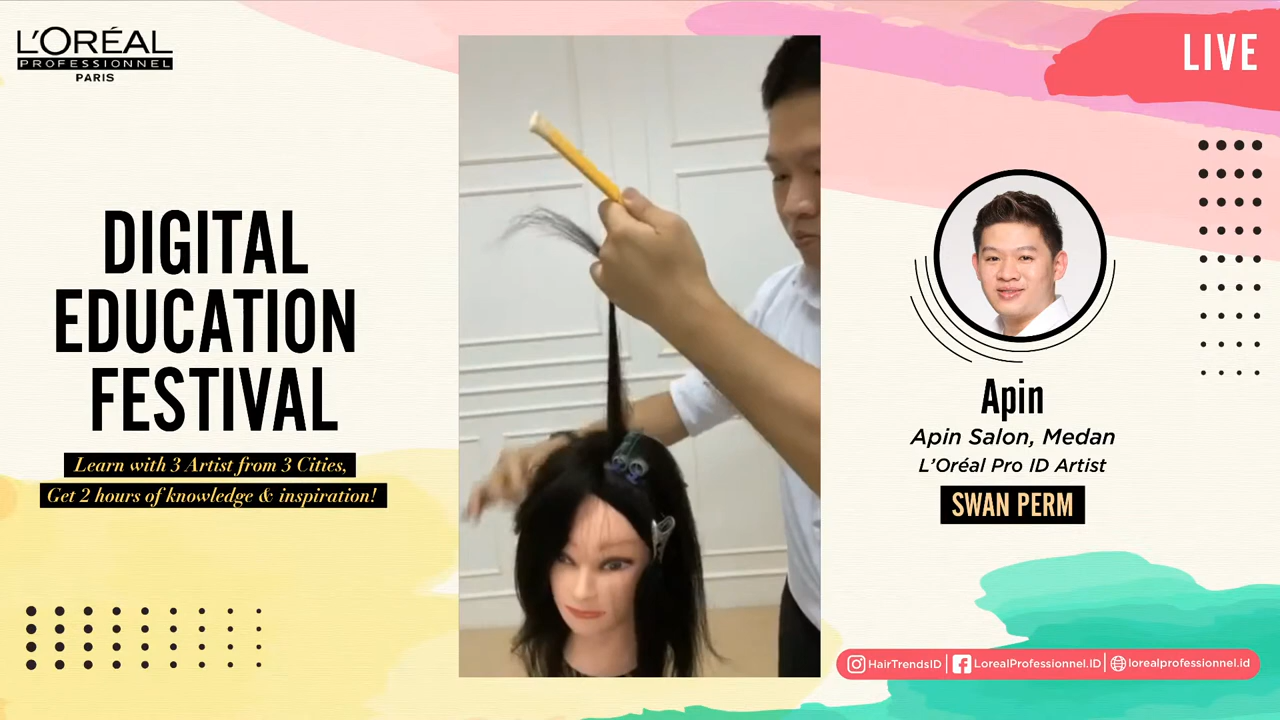 L'ORÉAL
PROFESSIONNEL
PARIS
LIVE
DIGITAL
EDUCATION
FESTIVAL
Learn with 3 Artist from 3 Cities,
Get 2 hours of knowledge & inspiration!
Apin
Apin Salon, Medan
L'Oréal Pro ID Artist
SWAN PERM
HairTrendsID | LorealProfessionnel.ID | lorealprofessionnel.id